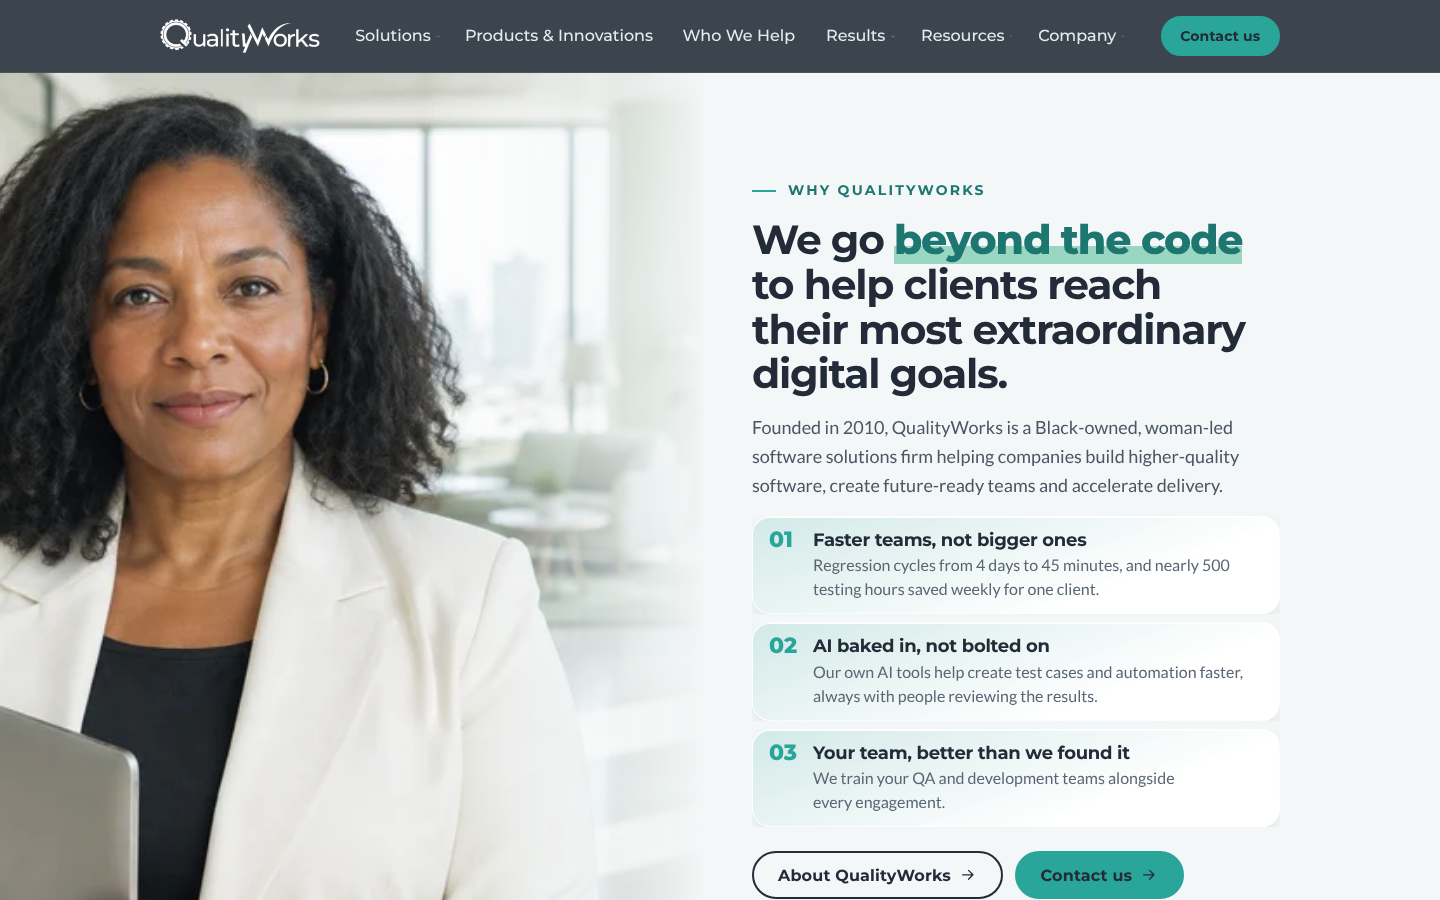 QualityWorks
Solutions
Products & Innovations
Who We Help
Results
Resources
Company
Contact us
WHY QUALITYWORKS
We go beyond the code
to help clients reach
their most extraordinary
digital goals.
Founded in 2010, QualityWorks is a Black-owned, woman-led
software solutions firm helping companies build higher-quality
software, create future-ready teams and accelerate delivery.
01 Faster teams, not bigger ones
Regression cycles from 4 days to 45 minutes, and nearly 500
testing hours saved weekly for one client.
02 AI baked in, not bolted on
Our own AI tools help create test cases and automation faster,
always with people reviewing the results.
03 Your team, better than we found it
We train your QA and development teams alongside
every engagement.
About QualityWorks →
Contact us →